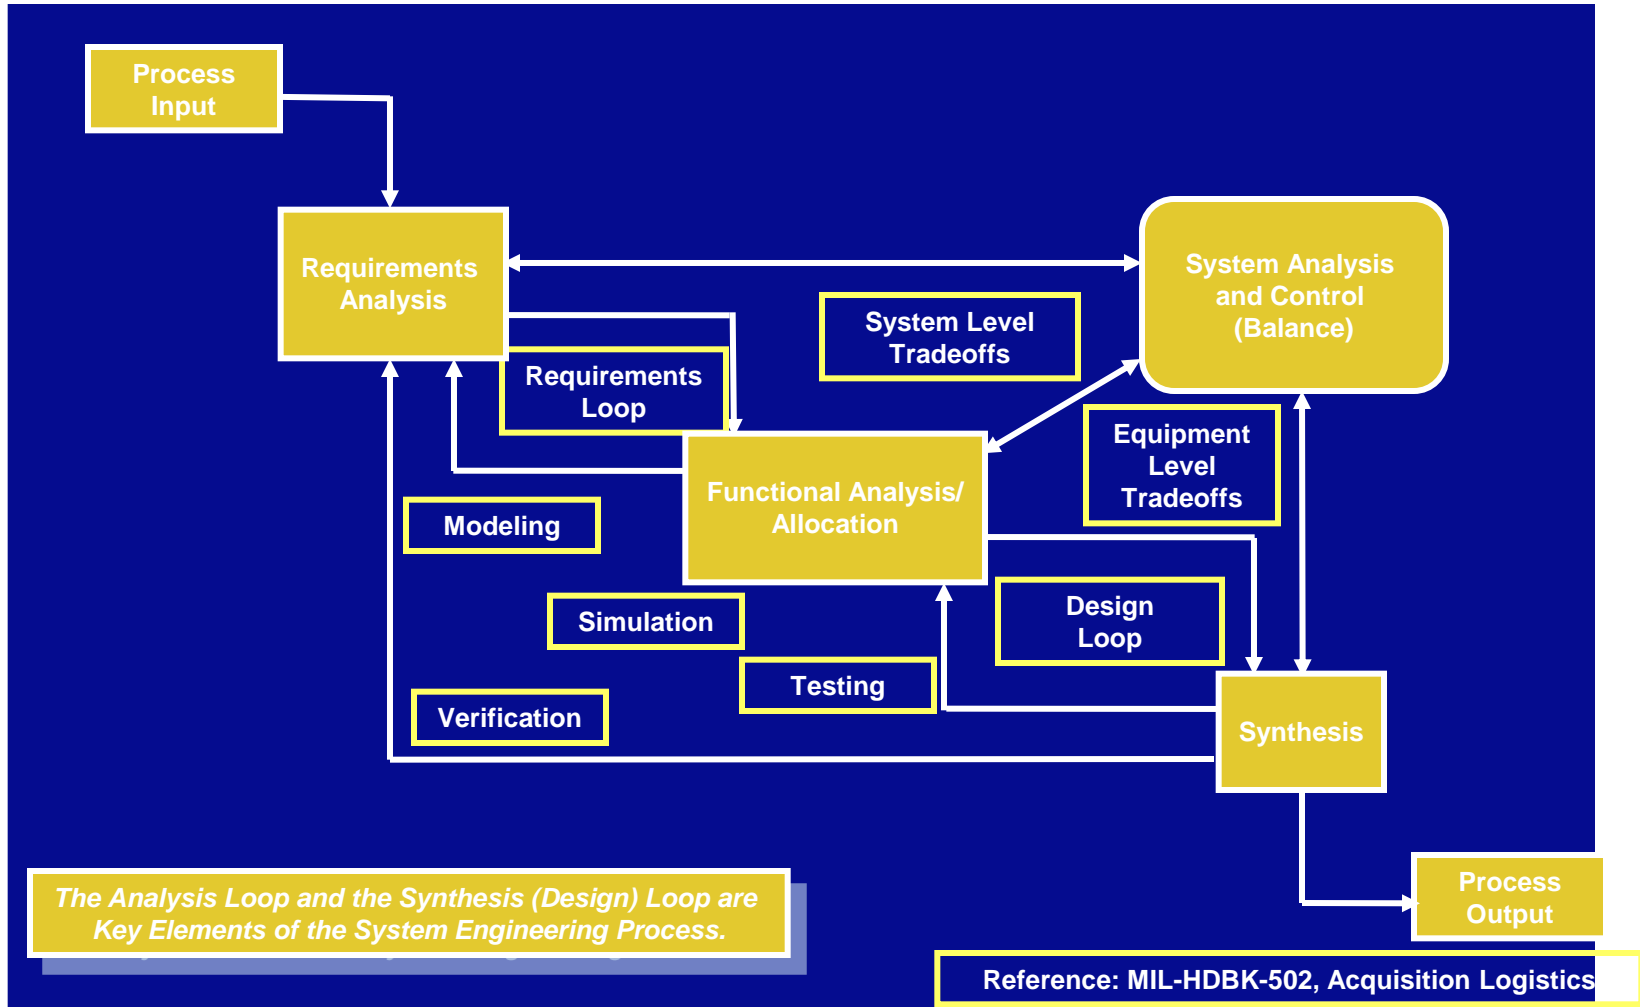 Process
Input
Requirements
Analysis
System Analysis
and Control
(Balance)
System Level
Tradeoffs
Requirements
Loop
Equipment
Level
Tradeoffs
Functional Analysis/
Allocation
Modeling
Simulation
Design
Loop
Testing
Verification
Synthesis
The Analysis Loop and the Synthesis (Design) Loop are
Key Elements of the System Engineering Process.
Process
Output
Reference: MIL-HDBK-502, Acquisition Logistics